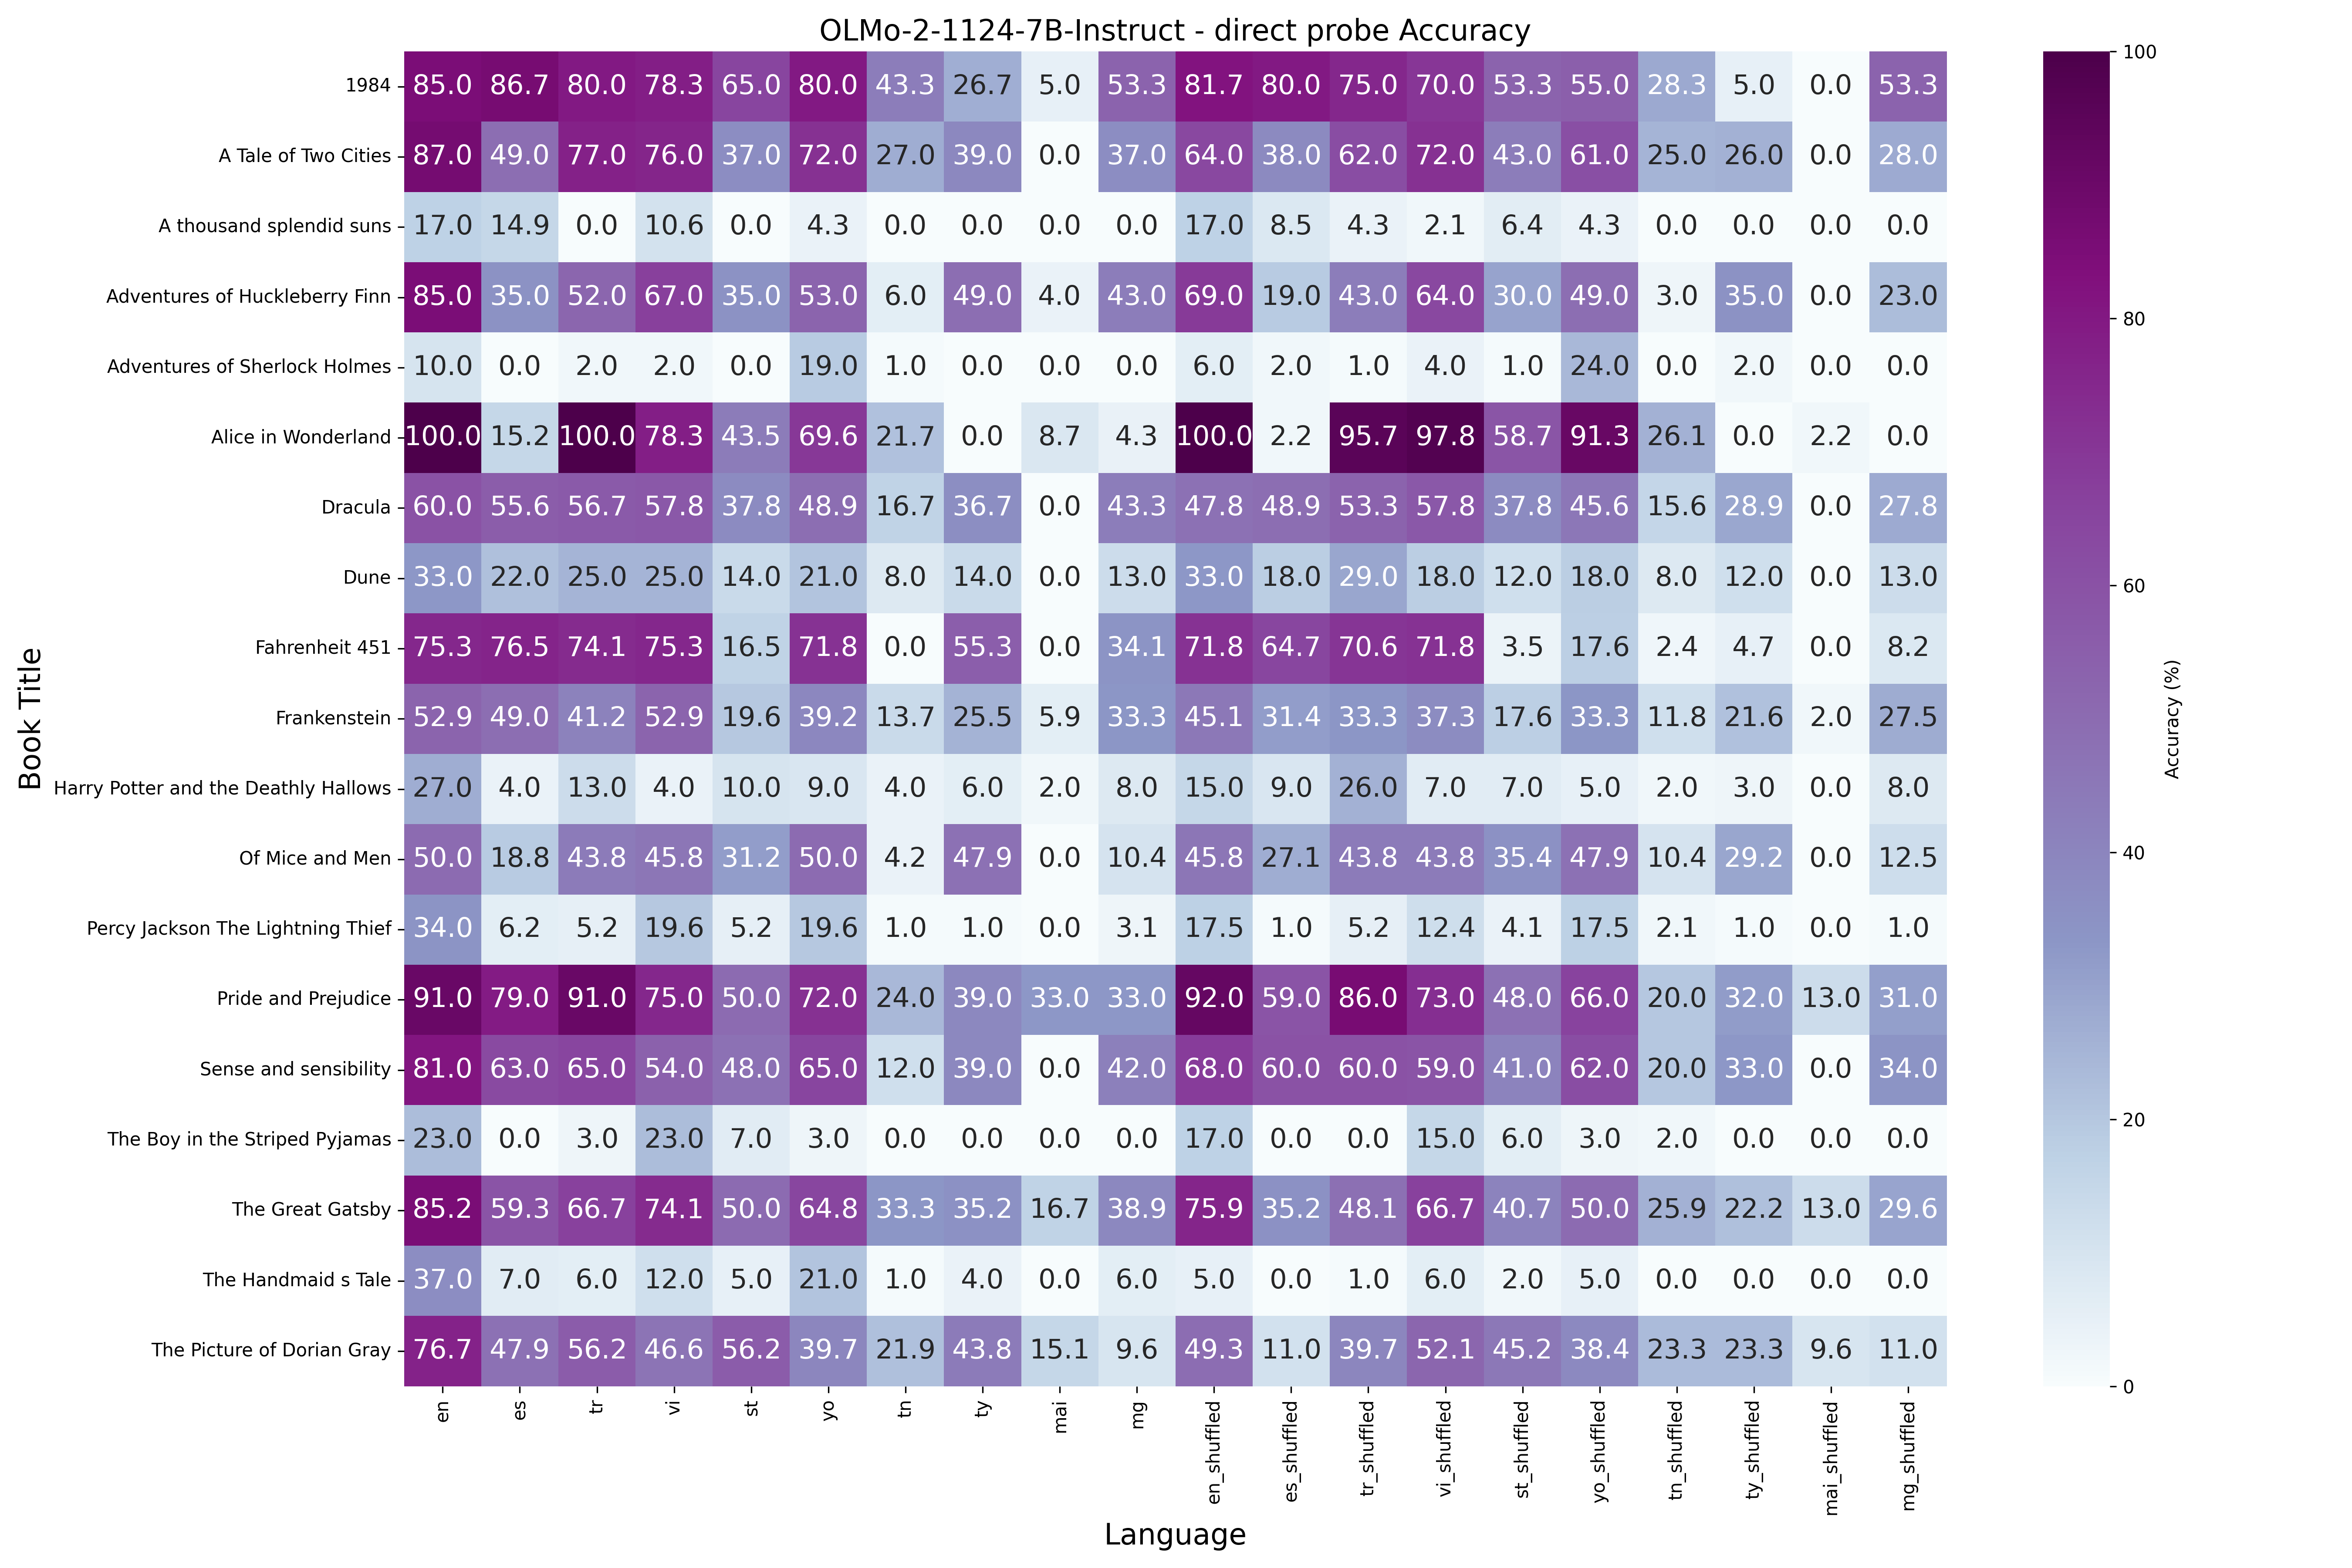 OLMo-2-1124-7B-Instruct - direct probe Accuracy
Book Title
1984 85.0 86.7 80.0 78.3 65.0 80.0 43.3 26.7 5.0 53.3 81.7 80.0 75.0 70.0 53.3 55.0 28.3 5.0 0.0 53.3
A Tale of Two Cities 87.0 49.0 77.0 76.0 37.0 72.0 27.0 39.0 0.0 37.0 64.0 38.0 62.0 72.0 43.0 61.0 25.0 26.0 0.0 28.0
A thousand splendid suns 17.0 14.9 0.0 10.6 0.0 4.3 0.0 0.0 0.0 0.0 17.0 8.5 4.3 2.1 6.4 4.3 0.0 0.0 0.0 0.0
Adventures of Huckleberry Finn 85.0 35.0 52.0 67.0 35.0 53.0 6.0 49.0 4.0 43.0 69.0 19.0 43.0 64.0 30.0 49.0 3.0 35.0 0.0 23.0
Adventures of Sherlock Holmes 10.0 0.0 2.0 2.0 0.0 19.0 1.0 0.0 0.0 0.0 6.0 2.0 1.0 4.0 1.0 24.0 0.0 2.0 0.0 0.0
Alice in Wonderland 100.0 15.2 100.0 78.3 43.5 69.6 21.7 0.0 8.7 4.3 100.0 2.2 95.7 97.8 58.7 91.3 26.1 0.0 2.2 0.0
Dracula 60.0 55.6 56.7 57.8 37.8 48.9 16.7 36.7 0.0 43.3 47.8 48.9 53.3 57.8 37.8 45.6 15.6 28.9 0.0 27.8
Dune 33.0 22.0 25.0 25.0 14.0 21.0 8.0 14.0 0.0 13.0 33.0 18.0 29.0 18.0 12.0 18.0 8.0 12.0 0.0 13.0
Fahrenheit 451 75.3 76.5 74.1 75.3 16.5 71.8 0.0 55.3 0.0 34.1 71.8 64.7 70.6 71.8 3.5 17.6 2.4 4.7 0.0 8.2
Frankenstein 52.9 49.0 41.2 52.9 19.6 39.2 13.7 25.5 5.9 33.3 45.1 31.4 33.3 37.3 17.6 33.3 11.8 21.6 2.0 27.5
Harry Potter and the Deathly Hallows 27.0 4.0 13.0 4.0 10.0 9.0 4.0 6.0 2.0 8.0 15.0 9.0 26.0 7.0 7.0 5.0 2.0 3.0 0.0 8.0
Of Mice and Men 50.0 18.8 43.8 45.8 31.2 50.0 4.2 47.9 0.0 10.4 45.8 27.1 43.8 43.8 35.4 47.9 10.4 29.2 0.0 12.5
Percy Jackson The Lightning Thief 34.0 6.2 5.2 19.6 5.2 19.6 1.0 1.0 0.0 3.1 17.5 1.0 5.2 12.4 4.1 17.5 2.1 1.0 0.0 1.0
Pride and Prejudice 91.0 79.0 91.0 75.0 50.0 72.0 24.0 39.0 33.0 33.0 92.0 59.0 86.0 73.0 48.0 66.0 20.0 32.0 13.0 31.0
Sense and sensibility 81.0 63.0 65.0 54.0 48.0 65.0 12.0 39.0 0.0 42.0 68.0 60.0 60.0 59.0 41.0 62.0 20.0 33.0 0.0 34.0
The Boy in the Striped Pyjamas 23.0 0.0 3.0 23.0 7.0 3.0 0.0 0.0 0.0 0.0 17.0 0.0 0.0 15.0 6.0 3.0 2.0 0.0 0.0 0.0
The Great Gatsby 85.2 59.3 66.7 74.1 50.0 64.8 33.3 35.2 16.7 38.9 75.9 35.2 48.1 66.7 40.7 50.0 25.9 22.2 13.0 29.6
The Handmaid s Tale 37.0 7.0 6.0 12.0 5.0 21.0 1.0 4.0 0.0 6.0 5.0 0.0 1.0 6.0 2.0 5.0 0.0 0.0 0.0 0.0
The Picture of Dorian Gray 76.7 47.9 56.2 46.6 56.2 39.7 21.9 43.8 15.1 9.6 49.3 11.0 39.7 52.1 45.2 38.4 23.3 23.3 9.6 11.0
en es tr vi st yo tn ty mai mg en_shuffled es_shuffled tr_shuffled vi_shuffled st_shuffled yo_shuffled tn_shuffled ty_shuffled mai_shuffled mg_shuffled
Language
100
80
60
40
20
0
Accuracy (%)